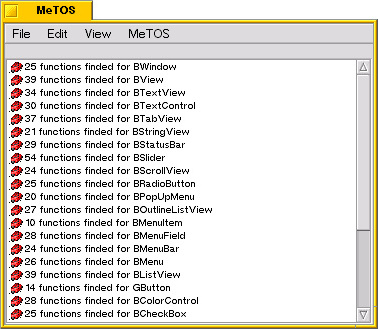 MeTOS
File Edit View MeTOS
25 functions finded for BWindow
39 functions finded for BView
34 functions finded for BTextView
30 functions finded for BTextControl
37 functions finded for BTabView
21 functions finded for BStringView
29 functions finded for BStatusBar
54 functions finded for BSlider
24 functions finded for BScrollView
25 functions finded for BRadioButton
20 functions finded for BPopUpMenu
27 functions finded for BOutlineListView
10 functions finded for BMenuItem
28 functions finded for BMenuField
24 functions finded for BMenuBar
26 functions finded for BMenu
39 functions finded for BListView
14 functions finded for GButton
28 functions finded for BColorControl
25 functions finded for BCheckBox